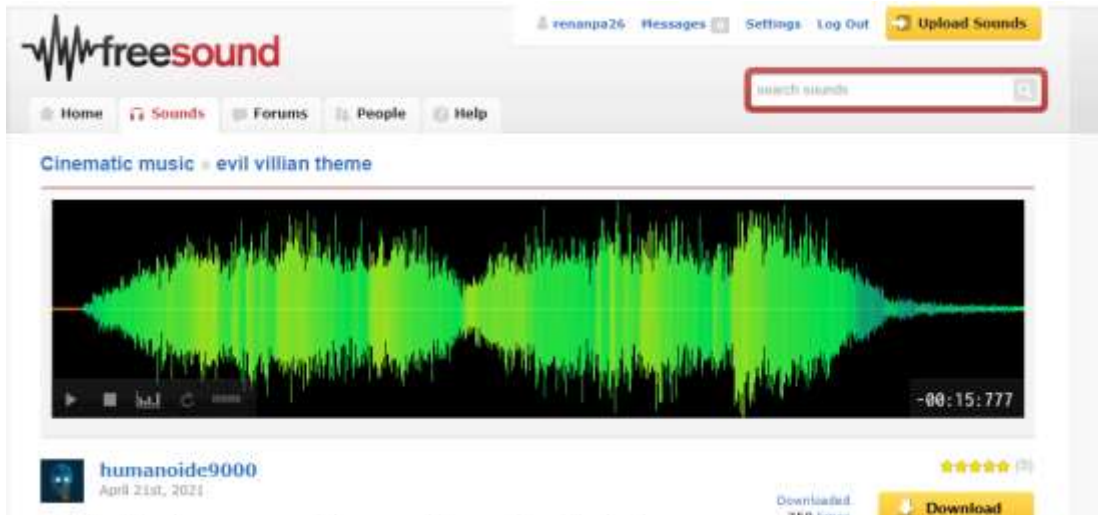 renanpa26 Messages Settings Log Out Upload Sounds
freesound
search sounds
Home Sounds Forums People Help
Cinematic music » evil villian theme
-00:15:777
humanoide9000
April 21st, 2021
Downloaded
Download